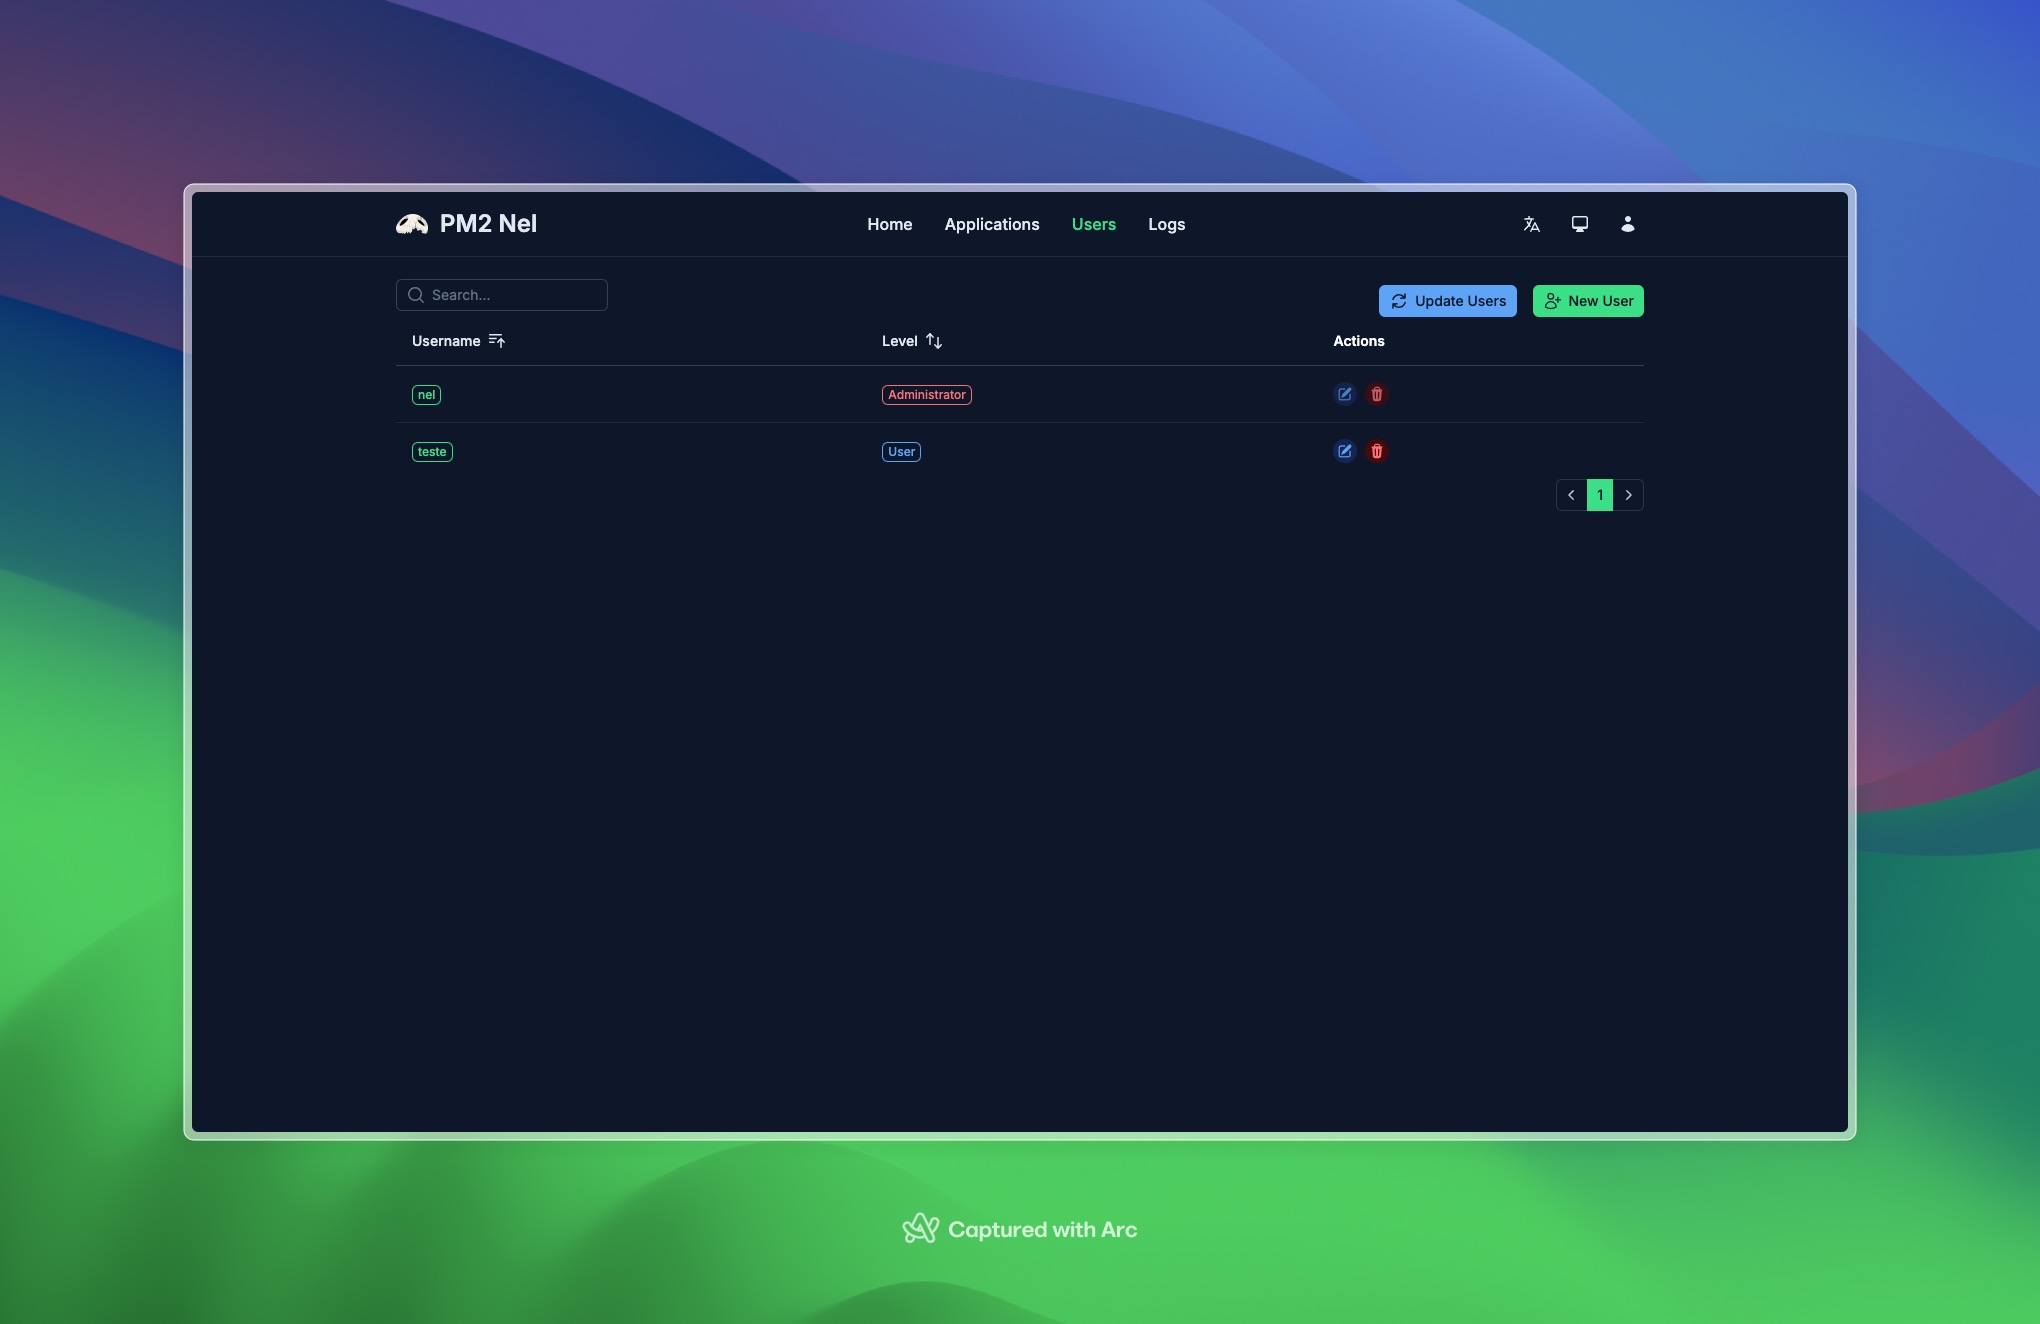 PM2 Nel
Home Applications Users Logs
Search...
Update Users New User
Username Level Actions
nel Administrator
teste User
1
Captured with Arc